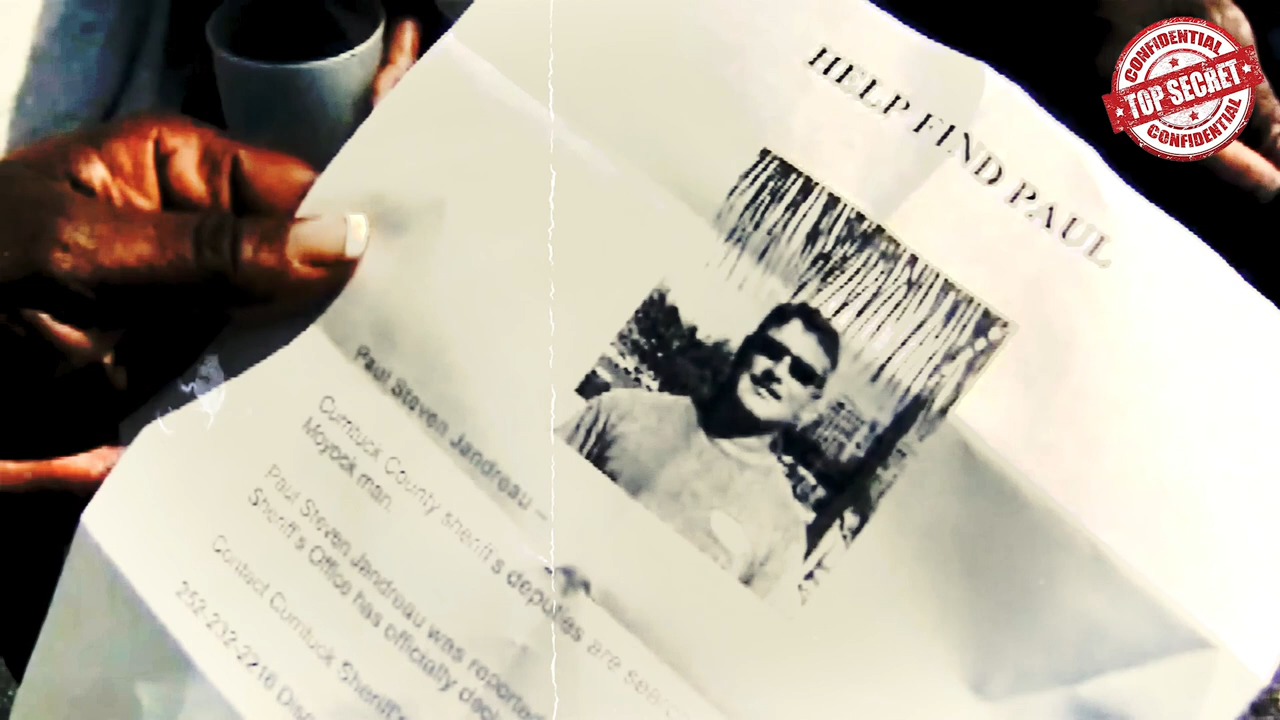 CONFIDENTIAL
TOP SECRET
CONFIDENTIAL
HELP FIND PAUL
Paul Steven Jandreau –
Currituck County sheriff's deputies are
Moyock man.
Paul Steven Jandreau was reported
Sheriff's Office has officially
Contact Currituck Sheriff's
252-232-2216